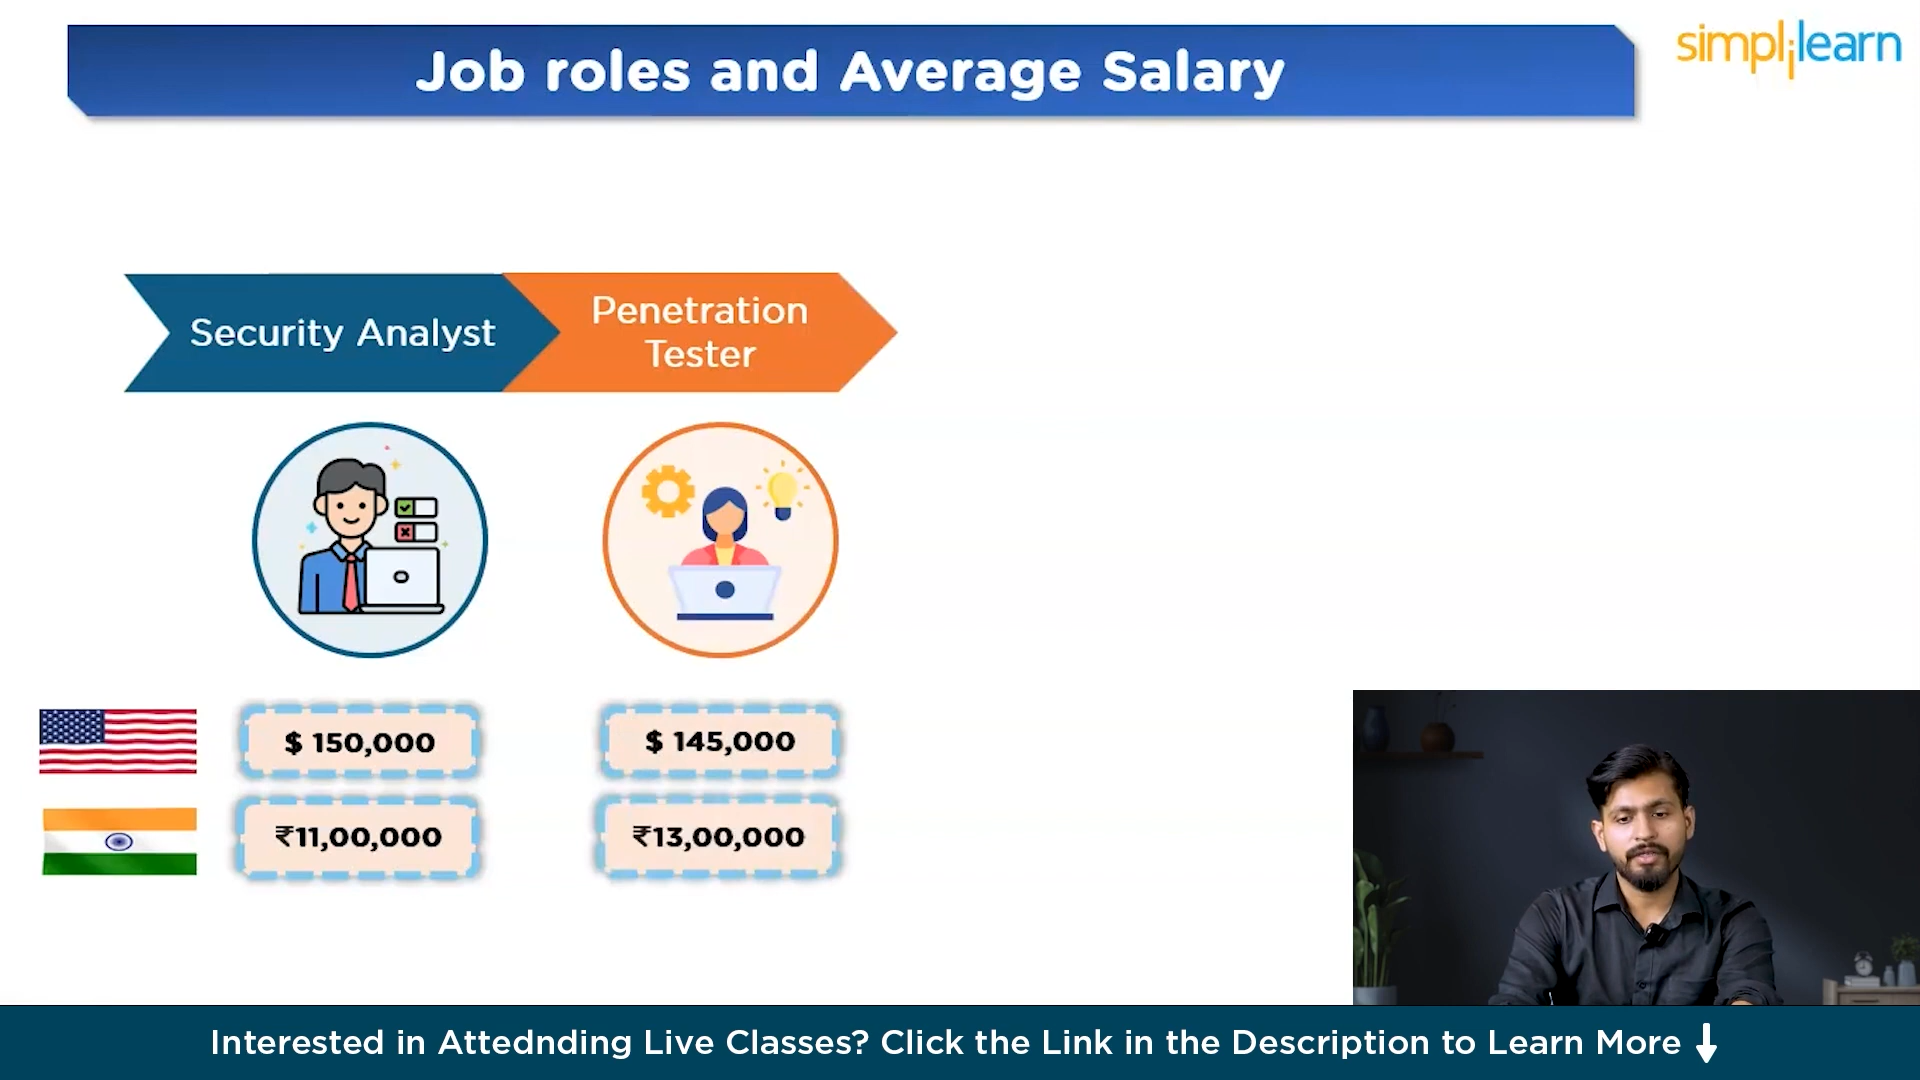 Job roles and Average Salary
simplilearn
Security Analyst
Penetration
Tester
$ 150,000
$ 145,000
₹11,00,000
₹13,00,000
Interested in Attednding Live Classes? Click the Link in the Description to Learn More